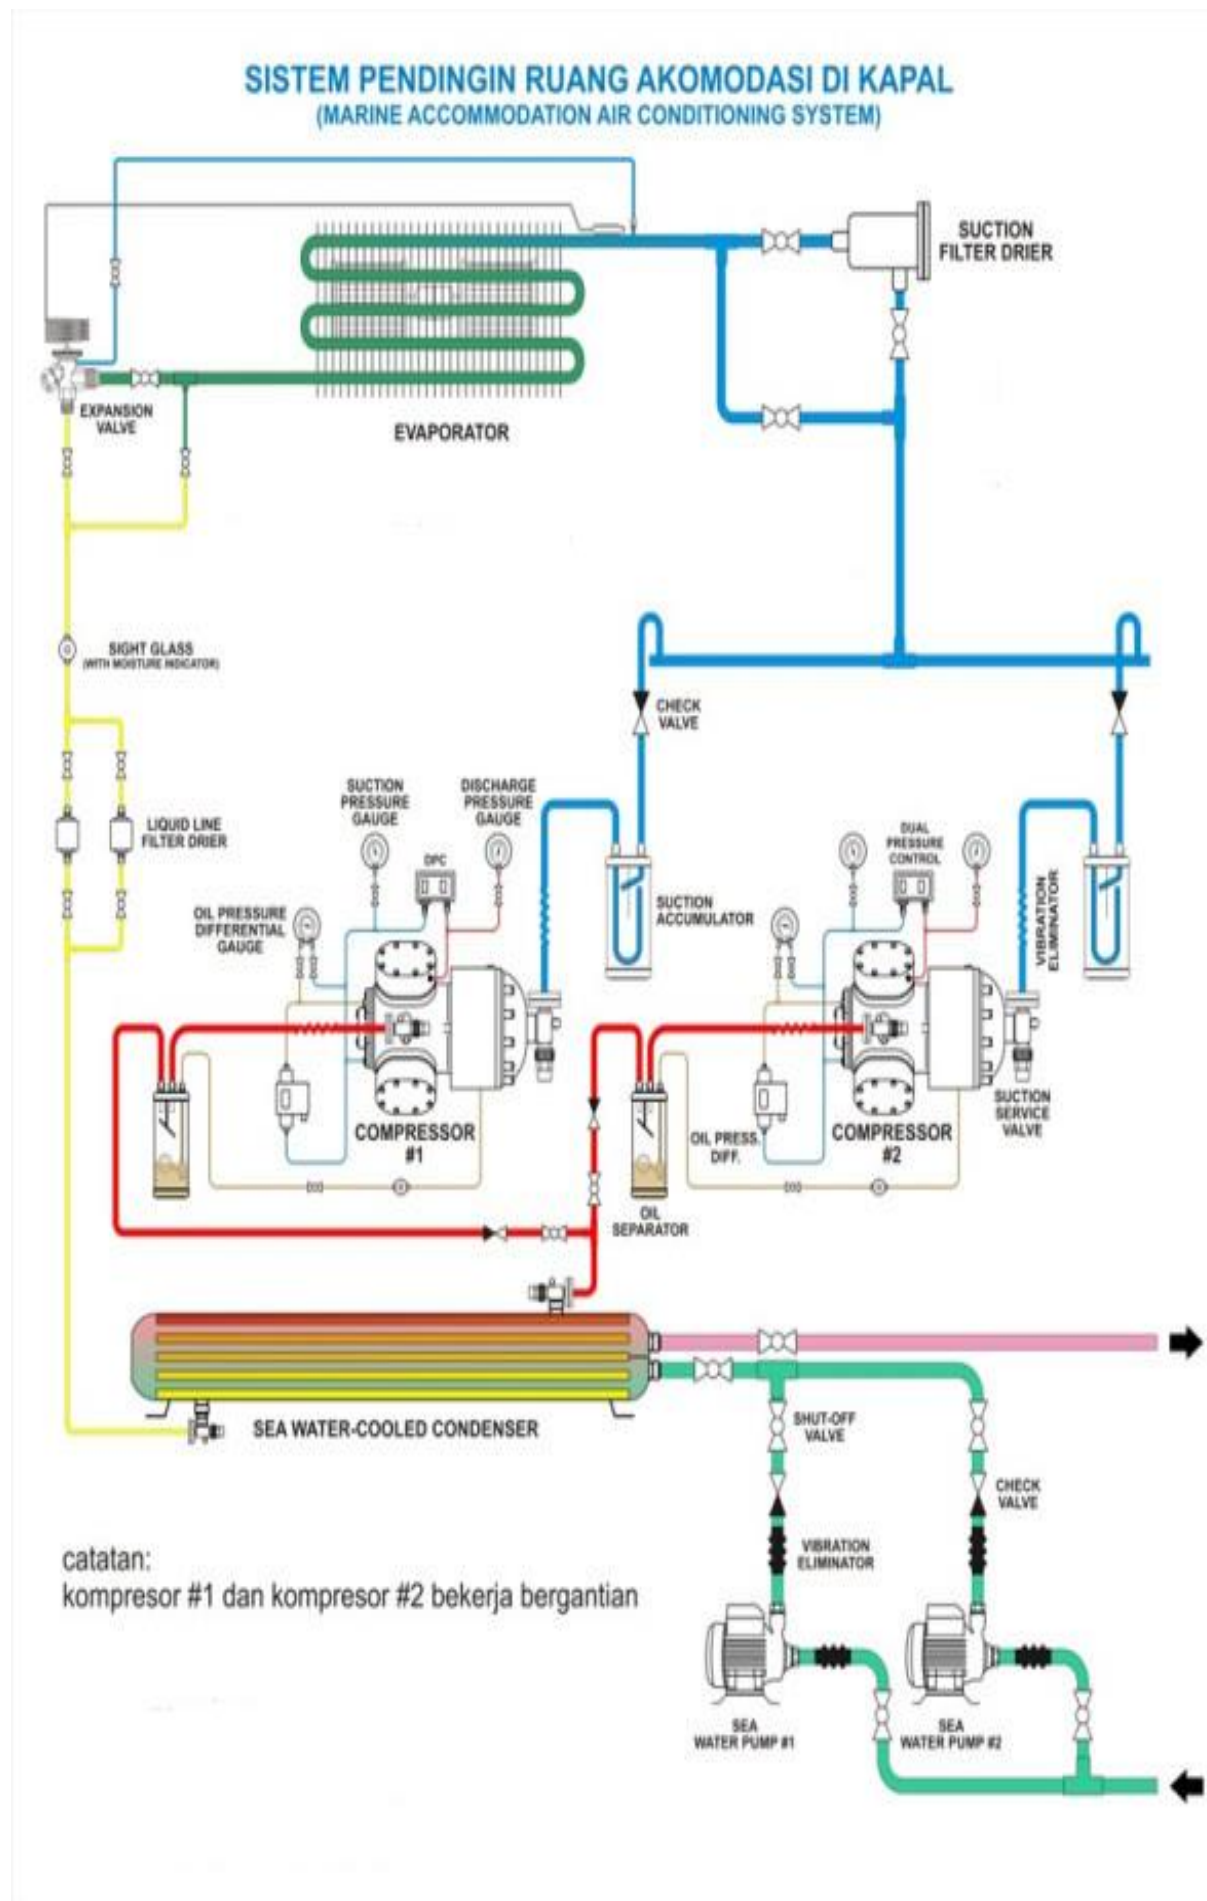 SISTEM PENDINGIN RUANG AKOMODASI DI KAPAL
(MARINE ACCOMMODATION AIR CONDITIONING SYSTEM)
SUCTION
FILTER DRIER
EXPANSION
VALVE
EVAPORATOR
SIGHT GLASS
(WITH MOISTURE INDICATOR)
CHECK
VALVE
SUCTION
PRESSURE
GAUGE
DISCHARGE
PRESSURE
GAUGE
LIQUID LINE
FILTER DRIER
DPC
DUAL
PRESSURE
CONTROL
OIL PRESSURE
DIFFERENTIAL
GAUGE
SUCTION
ACCUMULATOR
VIBRATION
ELIMINATOR
COMPRESSOR
#1
OIL PRESS.
DIFF.
COMPRESSOR
#2
SUCTION
SERVICE
VALVE
OIL
SEPARATOR
SEA WATER-COOLED CONDENSER
SHUT-OFF
VALVE
CHECK
VALVE
VIBRATION
ELIMINATOR
catatan:
kompresor #1 dan kompresor #2 bekerja bergantian
SEA
WATER PUMP #1
SEA
WATER PUMP #2